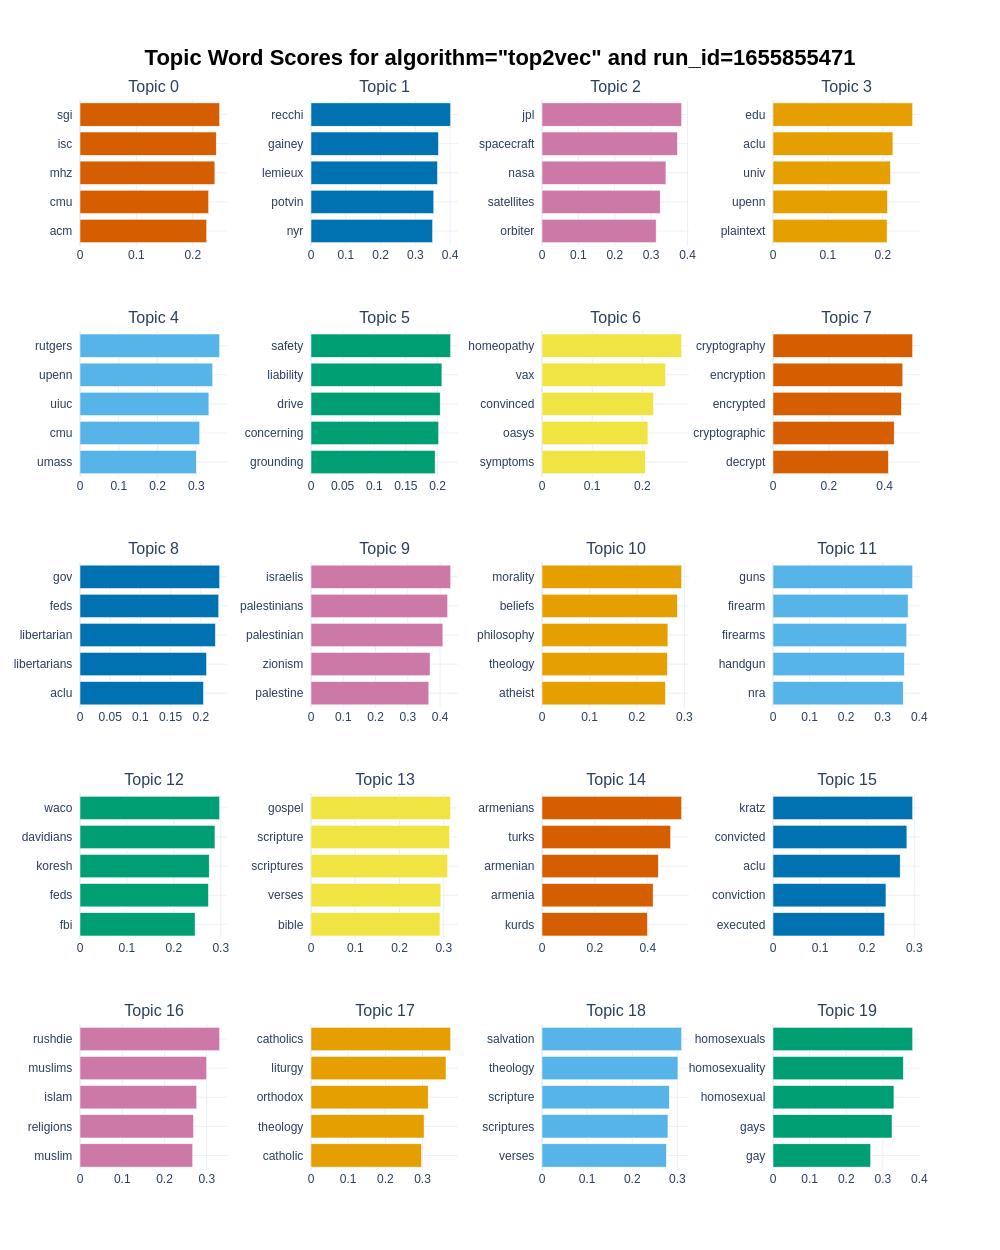 Topic Word Scores for algorithm="top2vec" and run_id=1655855471
Topic 0
sgi
isc
mhz
cmu
acm
0 0.1 0.2
Topic 1
recchi
gainey
lemieux
potvin
nyr
0 0.1 0.2 0.3 0.4
Topic 2
jpl
spacecraft
nasa
satellites
orbiter
0 0.1 0.2 0.3 0.4
Topic 3
edu
aclu
univ
upenn
plaintext
0 0.1 0.2
Topic 4
rutgers
upenn
uiuc
cmu
umass
0 0.1 0.2 0.3
Topic 5
safety
liability
drive
concerning
grounding
0 0.05 0.1 0.15 0.2
Topic 6
homeopathy
vax
convinced
oasys
symptoms
0 0.1 0.2
Topic 7
cryptography
encryption
encrypted
cryptographic
decrypt
0 0.2 0.4
Topic 8
gov
feds
libertarian
libertarians
aclu
0 0.05 0.1 0.15 0.2
Topic 9
israelis
palestinians
palestinian
zionism
palestine
0 0.1 0.2 0.3 0.4
Topic 10
morality
beliefs
philosophy
theology
atheist
0 0.1 0.2 0.3
Topic 11
guns
firearm
firearms
handgun
nra
0 0.1 0.2 0.3 0.4
Topic 12
waco
davidians
koresh
feds
fbi
0 0.1 0.2 0.3
Topic 13
gospel
scripture
scriptures
verses
bible
0 0.1 0.2 0.3
Topic 14
armenians
turks
armenian
armenia
kurds
0 0.2 0.4
Topic 15
kratz
convicted
aclu
conviction
executed
0 0.1 0.2 0.3
Topic 16
rushdie
muslims
islam
religions
muslim
0 0.1 0.2 0.3
Topic 17
catholics
liturgy
orthodox
theology
catholic
0 0.1 0.2 0.3
Topic 18
salvation
theology
scripture
scriptures
verses
0 0.1 0.2 0.3
Topic 19
homosexuals
homosexuality
homosexual
gays
gay
0 0.1 0.2 0.3 0.4